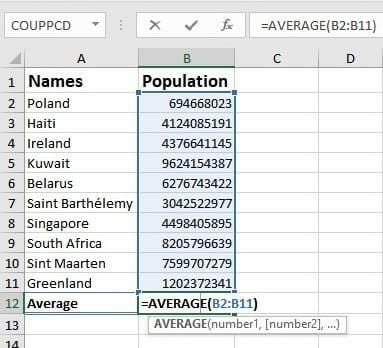 COUPPCD =AVERAGE(B2:B11)
A B C D
1 Names Population
2 Poland 694668023
3 Haiti 4124085191
4 Ireland 4376641145
5 Kuwait 9624154387
6 Belarus 6276743422
7 Saint Barthélemy 3042522977
8 Singapore 4498405895
9 South Africa 8205796639
10 Sint Maarten 7599707279
11 Greenland 1202372341
12 Average =AVERAGE(B2:B11)
13 AVERAGE(number1, [number2], ...)
14